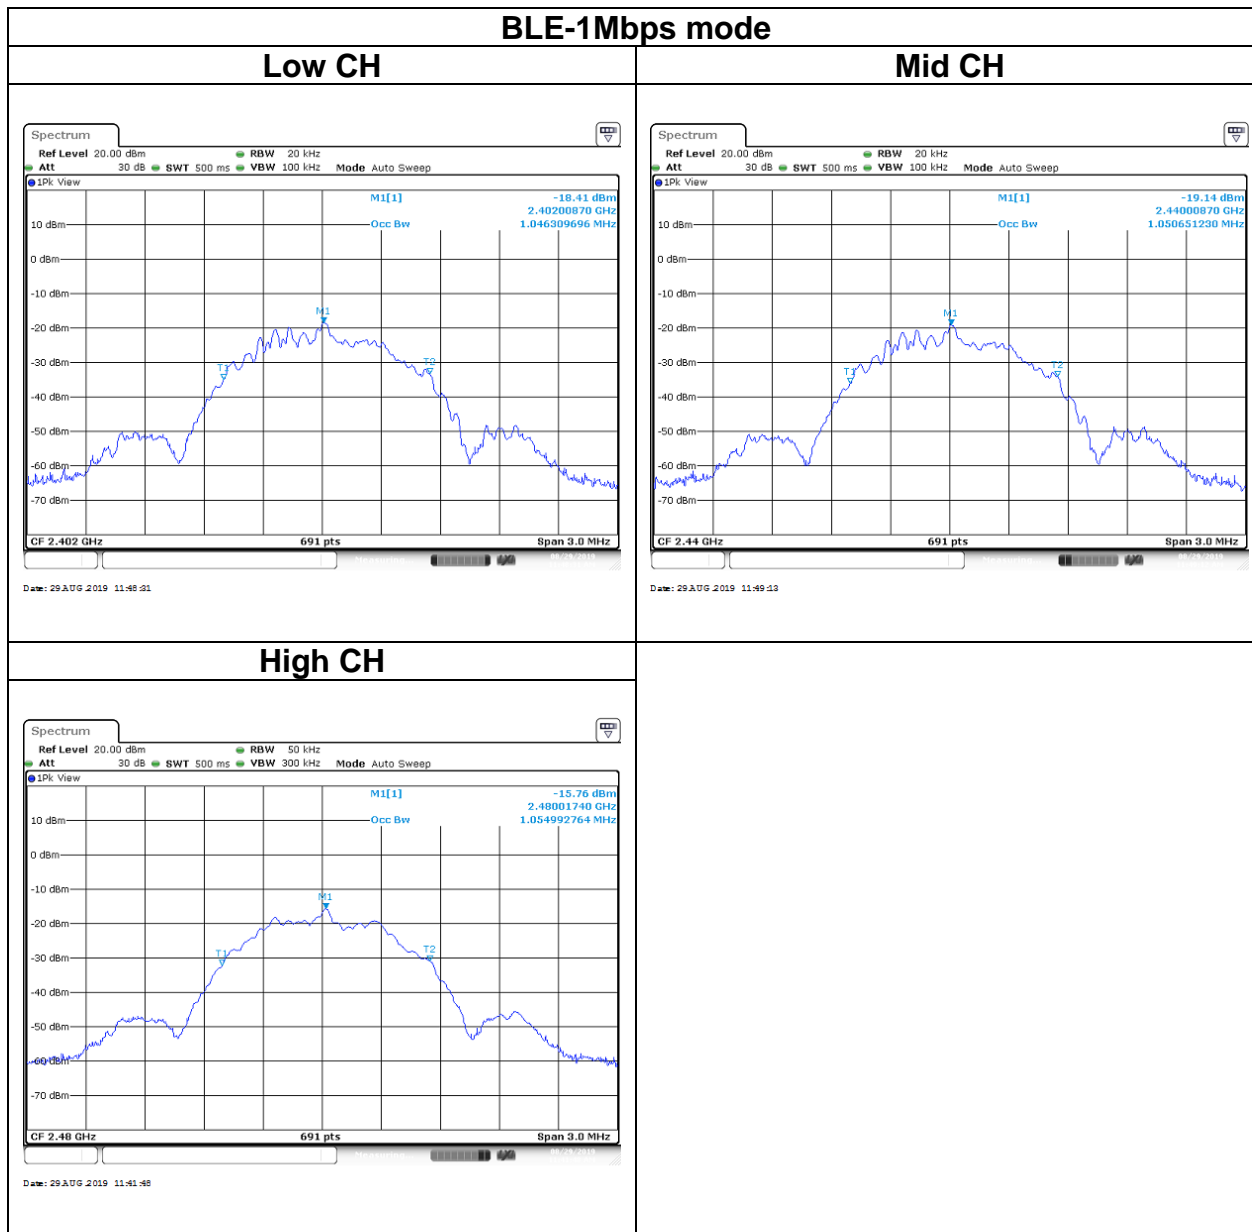 BLE-1Mbps mode
Low CH
Mid CH
Spectrum
Ref Level 20.00 dBm RBW 20 kHz
Att 30 dB SWT 500 ms VBW 100 kHz Mode Auto Sweep
1Pk View
M1[1] -18.41 dBm
2.40200870 GHz
Occ Bw 1.046309696 MHz
10 dBm
0 dBm
-10 dBm
M1
-20 dBm
-30 dBm
T1
T2
-40 dBm
-50 dBm
-60 dBm
-70 dBm
CF 2.402 GHz 691 pts Span 3.0 MHz
Date: 29.AUG.2019 11:48:31
Spectrum
Ref Level 20.00 dBm RBW 20 kHz
Att 30 dB SWT 500 ms VBW 100 kHz Mode Auto Sweep
1Pk View
M1[1] -19.14 dBm
2.44000870 GHz
Occ Bw 1.050651230 MHz
10 dBm
0 dBm
-10 dBm
M1
-20 dBm
-30 dBm
T1
T2
-40 dBm
-50 dBm
-60 dBm
-70 dBm
CF 2.44 GHz 691 pts Span 3.0 MHz
Date: 29.AUG.2019 11:49:13
High CH
Spectrum
Ref Level 20.00 dBm RBW 50 kHz
Att 30 dB SWT 500 ms VBW 300 kHz Mode Auto Sweep
1Pk View
M1[1] -15.76 dBm
2.48001740 GHz
Occ Bw 1.054992764 MHz
10 dBm
0 dBm
-10 dBm
M1
-20 dBm
-30 dBm
T1
T2
-40 dBm
-50 dBm
-60 dBm
-70 dBm
CF 2.48 GHz 691 pts Span 3.0 MHz
Measuring...
Date: 29.AUG.2019 11:41:48